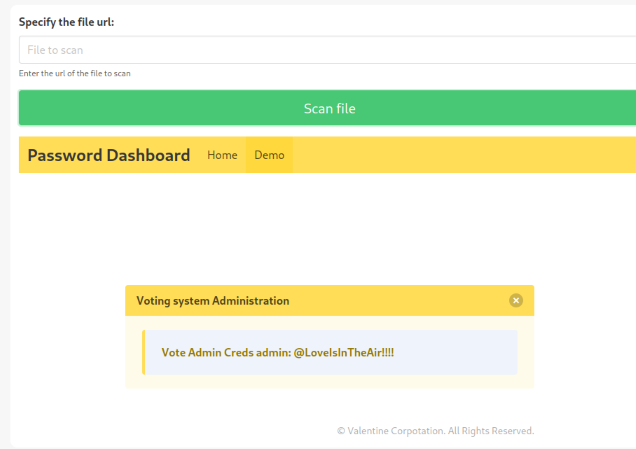 Specify the file url:
File to scan
Enter the url of the file to scan
Scan file
Password Dashboard Home Demo
Voting system Administration
Vote Admin Creds admin: @LoveIsInTheAir!!!!
© Valentine Corpotation. All Rights Reserved.